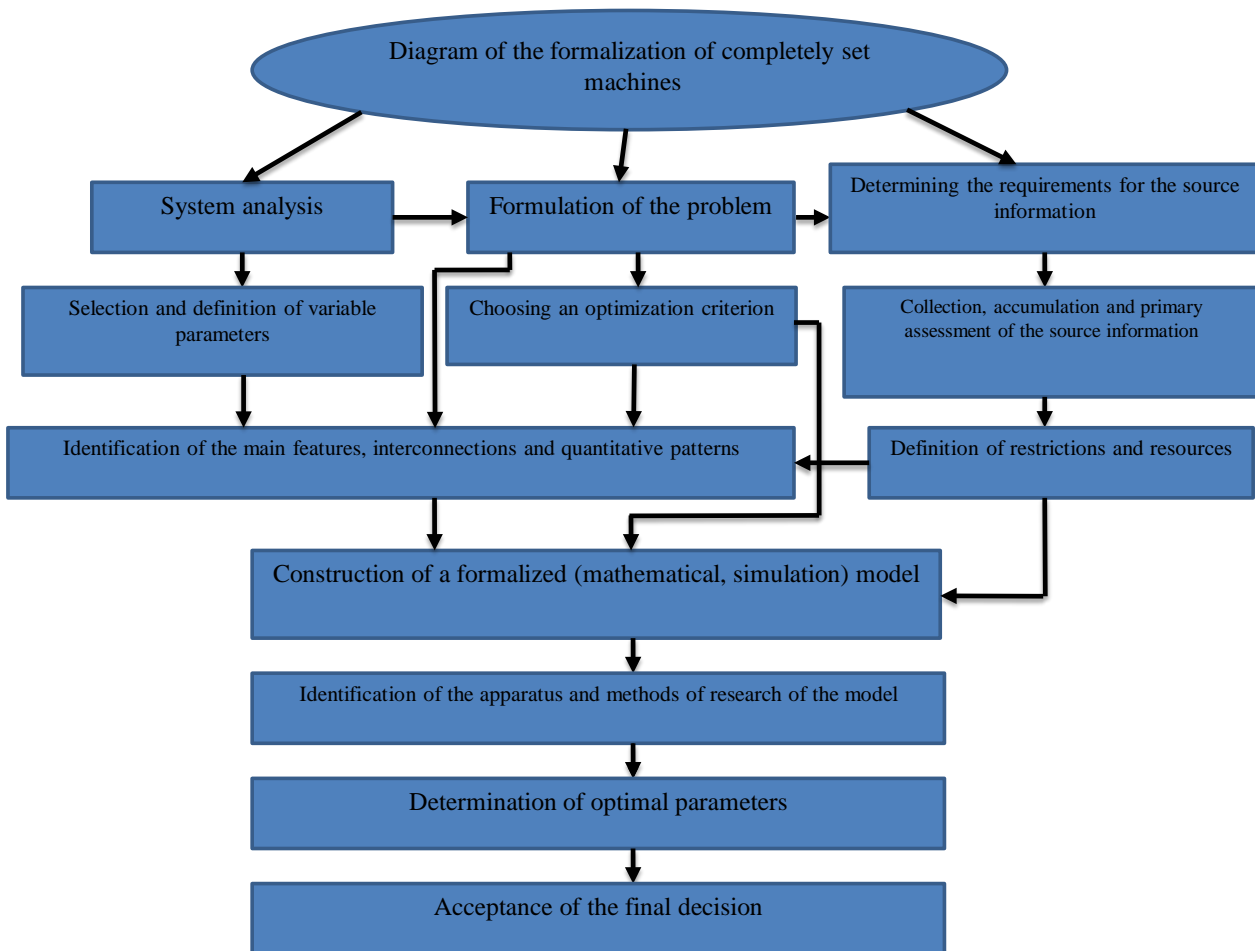 Diagram of the formalization of completely set
machines
System analysis
Formulation of the problem
Determining the requirements for the source
information
Selection and definition of variable
parameters
Choosing an optimization criterion
Collection, accumulation and primary
assessment of the source information
Identification of the main features, interconnections and quantitative patterns
Definition of restrictions and resources
Construction of a formalized (mathematical, simulation) model
Identification of the apparatus and methods of research of the model
Determination of optimal parameters
Acceptance of the final decision